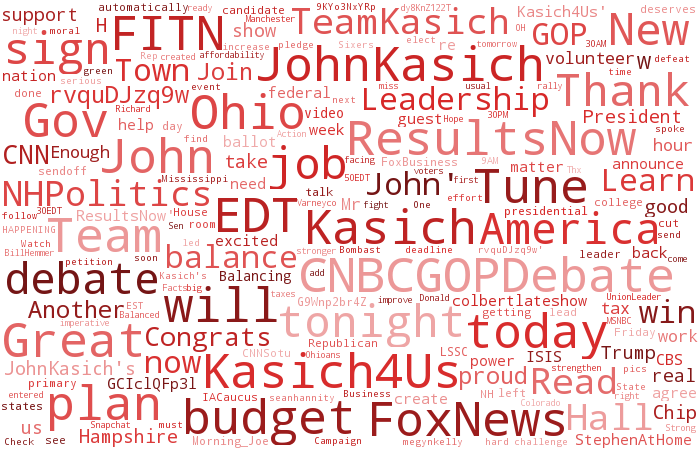 automatically candidate 9KYo3NxYRp dy8KnZ122T Kasich4Us' ready
support H FITN Manchester show TeamKasich re GOP deserves New
night moral Rep created affordability increase pledge Sixers elect tomorrow OH 30AM
sign nation green Town Join JohnKasich volunteer w defeat
serious event miss usual rally time
done rvquDJzq9w federal Leadership Thank
Richard video next Hope 30PM President spoke
Gov help day Ohio guest ResultsNow hour
CNN Enough find John ballot week Action
sendoff take job facing FoxBusiness 9AM matter Thx announce
Mississippi need 50EDT voters first Learn
NHPolitics talk John' Tune college good
follow 30EDT ResultsNow' House Varneyco Mr fight One effort presidential cut
HAPPENING Team Sen room EDT Kasich America send
Watch led excited stronger Bombast deadline rvquDJzq9w' leader back come
BillHemmer petition soon balance
debate Kasich's Balancing add CNBCGOPDebate UnionLeader
Facts big taxes G9Wnp2br4Z improve Donald colbertlateshow tax MSNBC win
Another EST Balanced will tonight getting lead Friday
imperative Congrats today work
Great CNNSotu Ohioans Republican LSSC power ISIS Trump CBS
JohnKasich's now Kasich4Us proud strengthen pics real
primary GCIclQFp3l NH left Read State agree
entered IACaucus seanhannity Business create Colorado right
states plan Snapchat budget FoxNews Hall Chip
us must Strong
Check see Hampshire Morning_Joe Campaign megynkelly hard challenge StephenAtHome